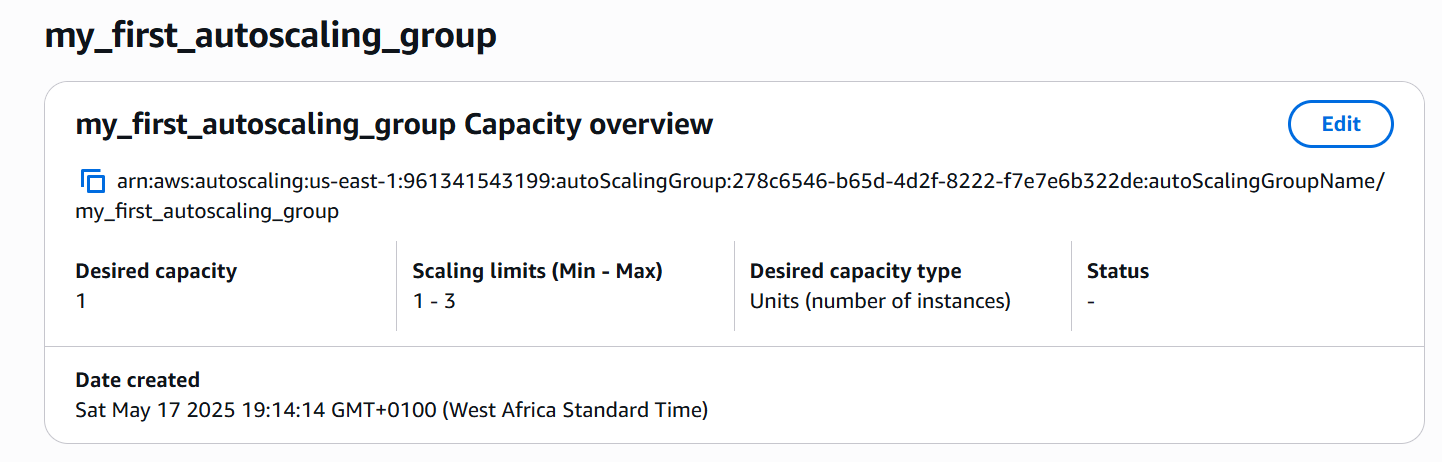 my_first_autoscaling_group
my_first_autoscaling_group Capacity overview
Edit
arn:aws:autoscaling:us-east-1:961341543199:autoScalingGroup:278c6546-b65d-4d2f-8222-f7e7e6b322de:autoScalingGroupName/
my_first_autoscaling_group
Desired capacity
1
Scaling limits (Min - Max)
1 - 3
Desired capacity type
Units (number of instances)
Status
-
Date created
Sat May 17 2025 19:14:14 GMT+0100 (West Africa Standard Time)